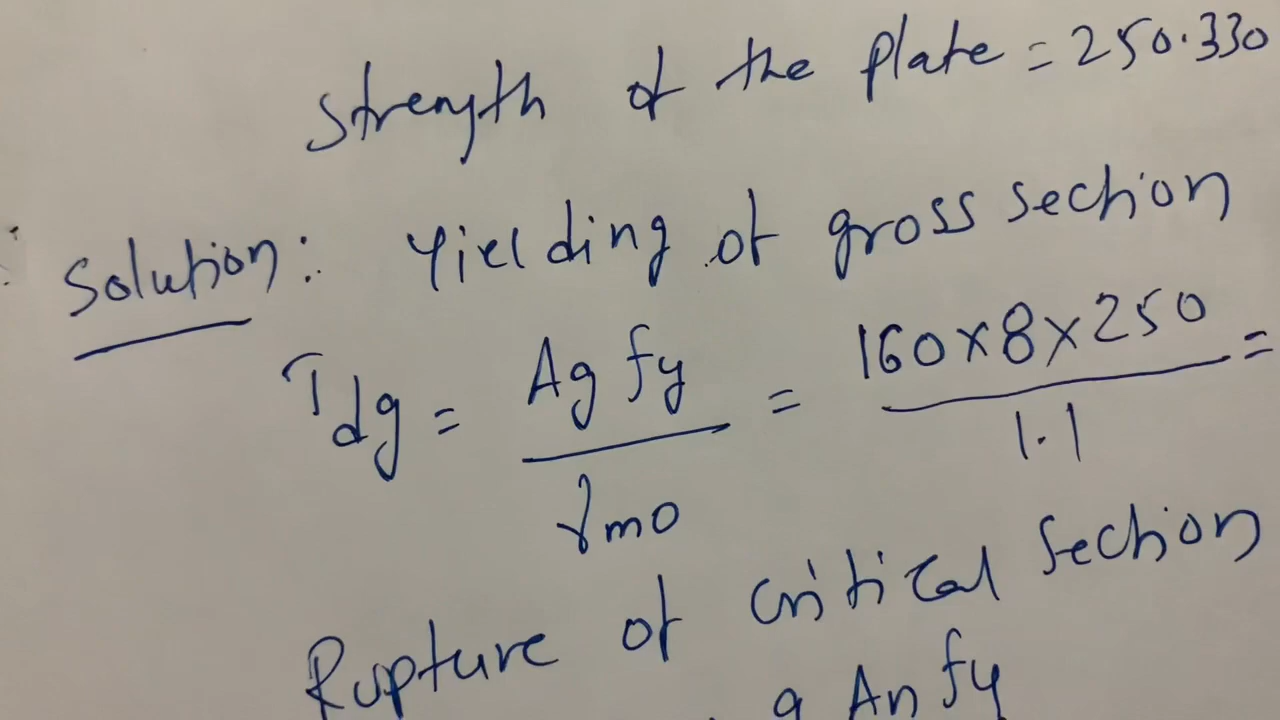 Strength of the plate = 250.330
Solution: Yielding of gross section
Tdg = Ag fy / γmo = 160×8×250 / 1.1 =
Rupture of critical section
An fy